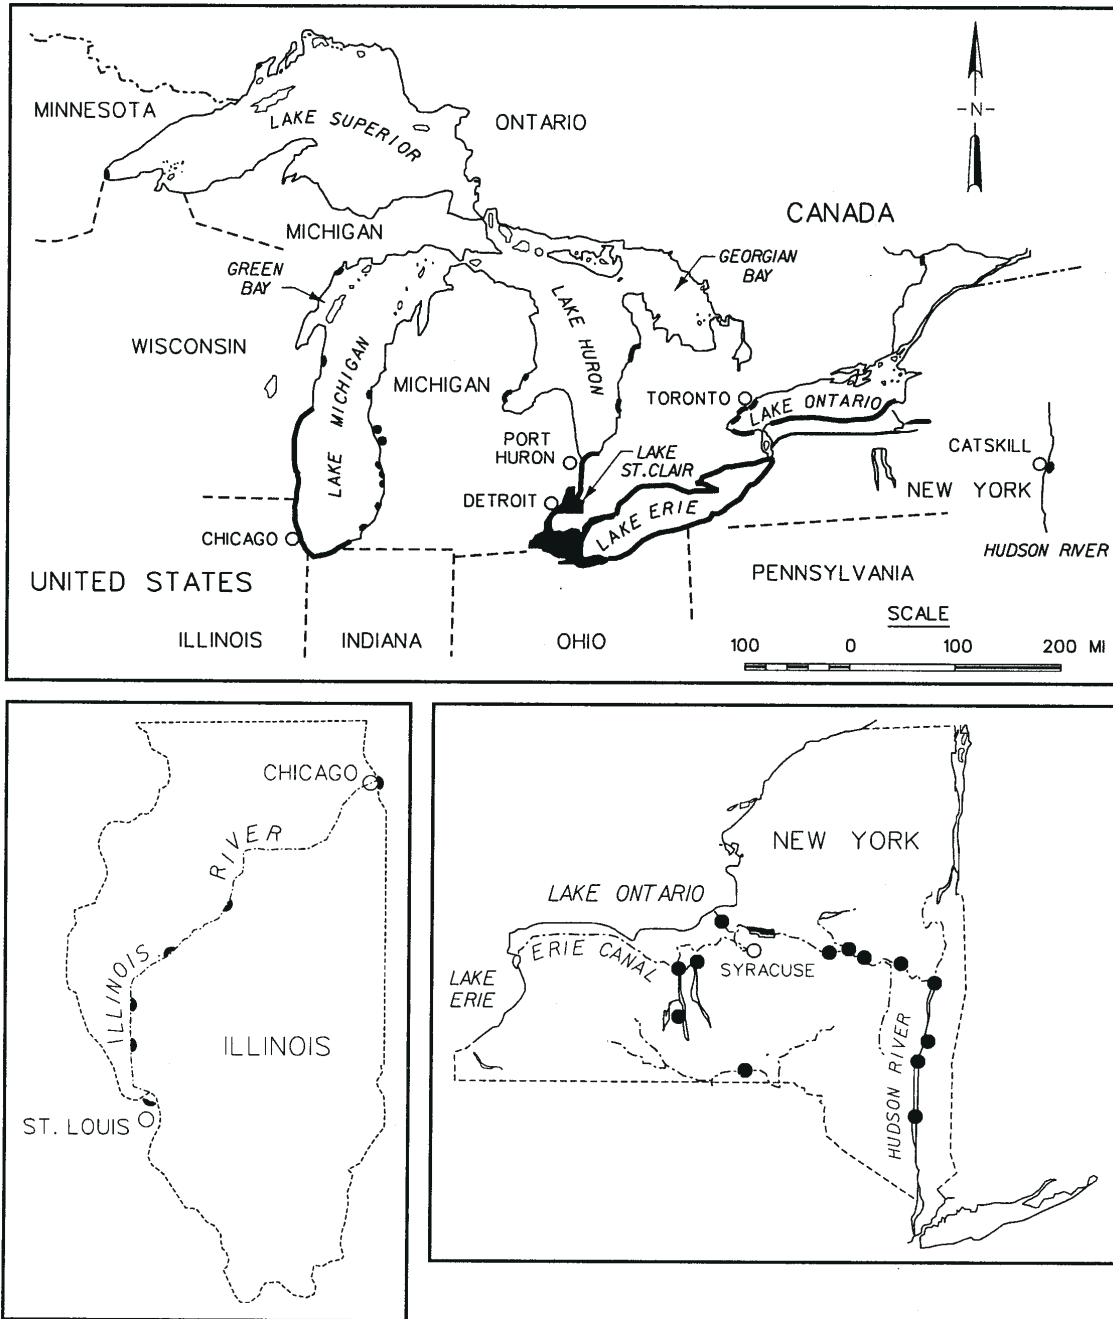 MINNESOTA
LAKE SUPERIOR
ONTARIO
-N-
CANADA
MICHIGAN
GREEN
BAY
GEORGIAN
BAY
LAKE HURON
WISCONSIN
LAKE MICHIGAN
MICHIGAN
TORONTO
LAKE ONTARIO
PORT
HURON
LAKE
ST. CLAIR
CATSKILL
DETROIT
LAKE ERIE
NEW YORK
CHICAGO
HUDSON RIVER
UNITED STATES
PENNSYLVANIA
SCALE
ILLINOIS
INDIANA
OHIO
100 0 100 200 MI
CHICAGO
ILLINOIS RIVER
ILLINOIS
ST. LOUIS
NEW YORK
LAKE ONTARIO
ERIE CANAL
SYRACUSE
LAKE
ERIE
HUDSON RIVER